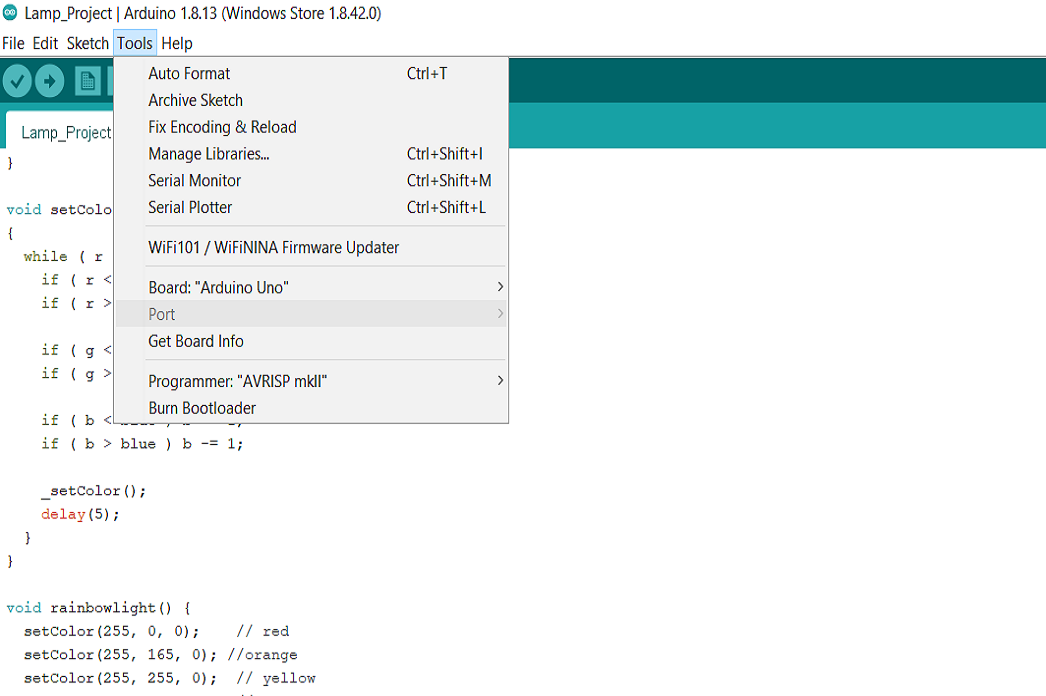 Lamp_Project | Arduino 1.8.13 (Windows Store 1.8.42.0)
File Edit Sketch Tools Help
Auto Format Ctrl+T
Archive Sketch
Fix Encoding & Reload
Manage Libraries... Ctrl+Shift+I
Serial Monitor Ctrl+Shift+M
Serial Plotter Ctrl+Shift+L
WiFi101 / WiFiNINA Firmware Updater
Board: "Arduino Uno"
Port
Get Board Info
Programmer: "AVRISP mkII"
Burn Bootloader
Lamp_Project
}
void setColo
{
while ( r
if ( r <
if ( r >
if ( g <
if ( g >
if ( b <
if ( b > blue ) b -= 1;
_setColor();
delay(5);
}
}
void rainbowlight() {
setColor(255, 0, 0); // red
setColor(255, 165, 0); //orange
setColor(255, 255, 0); // yellow